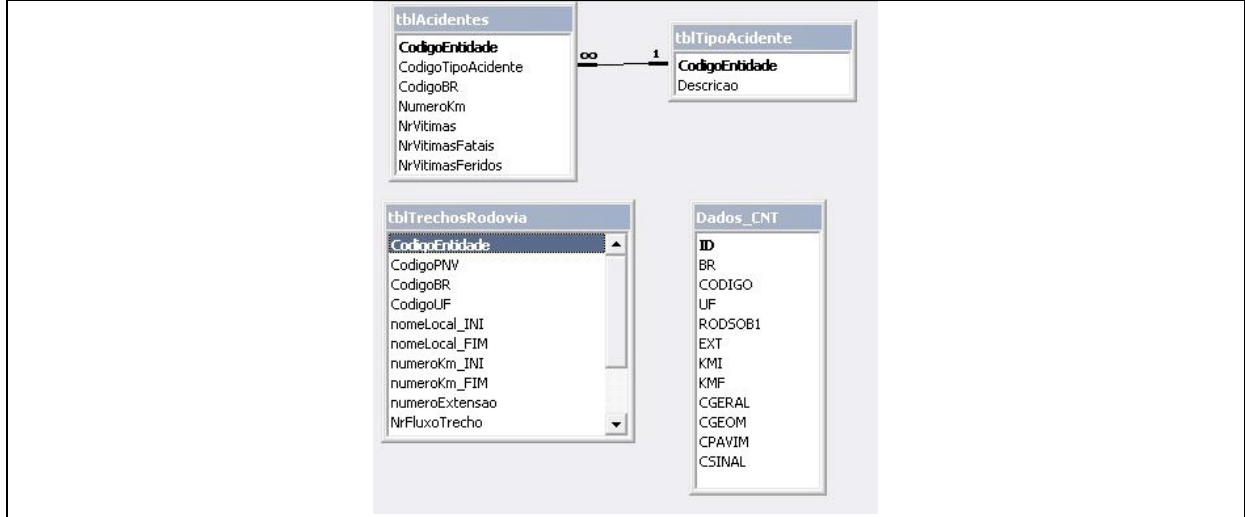 tblAcidentes
CodigoEntidade
CodigoTipoAcidente
CodigoBR
NumeroKm
NrVitimas
NrVitimasFatais
NrVitimasFeridos
∞
1
tblTipoAcidente
CodigoEntidade
Descricao
tblTrechosRodovia
CodigoEntidade
CodigoPNV
CodigoBR
CodigoUF
nomeLocal_INI
nomeLocal_FIM
numeroKm_INI
numeroKm_FIM
numeroExtensao
NrFluxoTrecho
Dados_CNT
ID
BR
CODIGO
UF
RODSOB1
EXT
KMI
KMF
CGERAL
CGEOM
CPAVIM
CSINAL